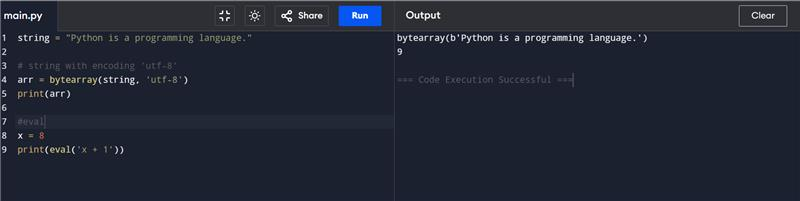 main.py
Share
Run
Output
Clear
1 string = "Python is a programming language."
2
3 # string with encoding 'utf-8'
4 arr = bytearray(string, 'utf-8')
5 print(arr)
6
7 #eval
8 x = 8
9 print(eval('x + 1'))
bytearray(b'Python is a programming language.')
9
=== Code Execution Successful ===